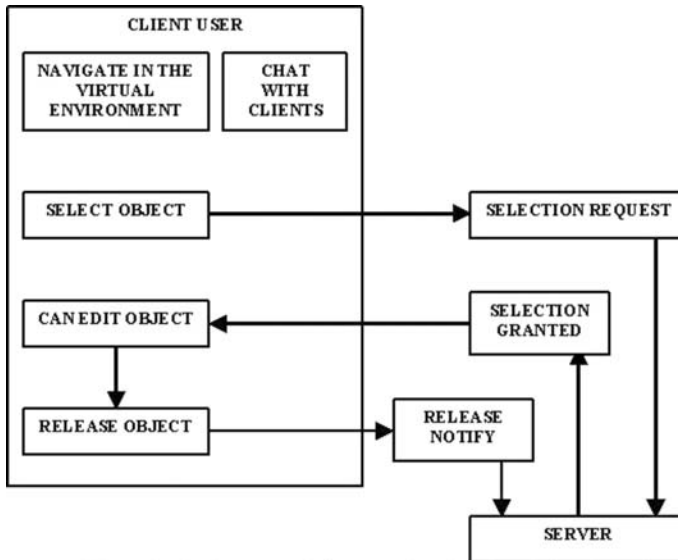 CLIENT USER
NAVIGATE IN THE
VIRTUAL
ENVIRONMENT
CHAT
WITH
CLIENTS
SELECT OBJECT
SELECTION REQUEST
CAN EDIT OBJECT
SELECTION
GRANTED
RELEASE OBJECT
RELEASE
NOTIFY
SERVER